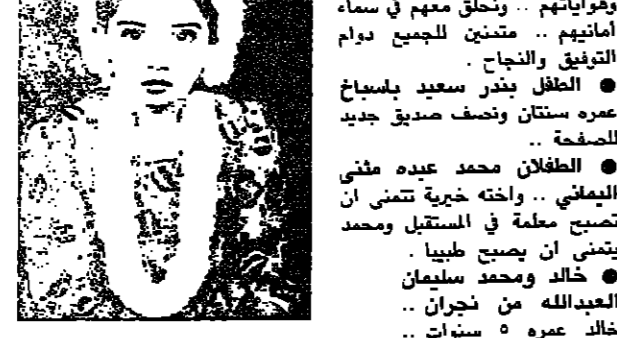 وهواياتهم .. ونحلق معهم في سماء
أمانيهم .. متمنين للجميع دوام
التوفيق والنجاح .
● الطفل بندر سعيد باسباخ
عمره سنتان ونصف صديق جديد
للصفحة ..
● الطفلان محمد عبده مثنى
اليماني .. واخته خيرية تتمنى ان
تصبح معلمة في المستقبل ومحمد
يتمنى ان يصبح طبيبا .
● خالد ومحمد سليمان
العبدالله من نجران ..
خالد عمره ٥ سنوات ..